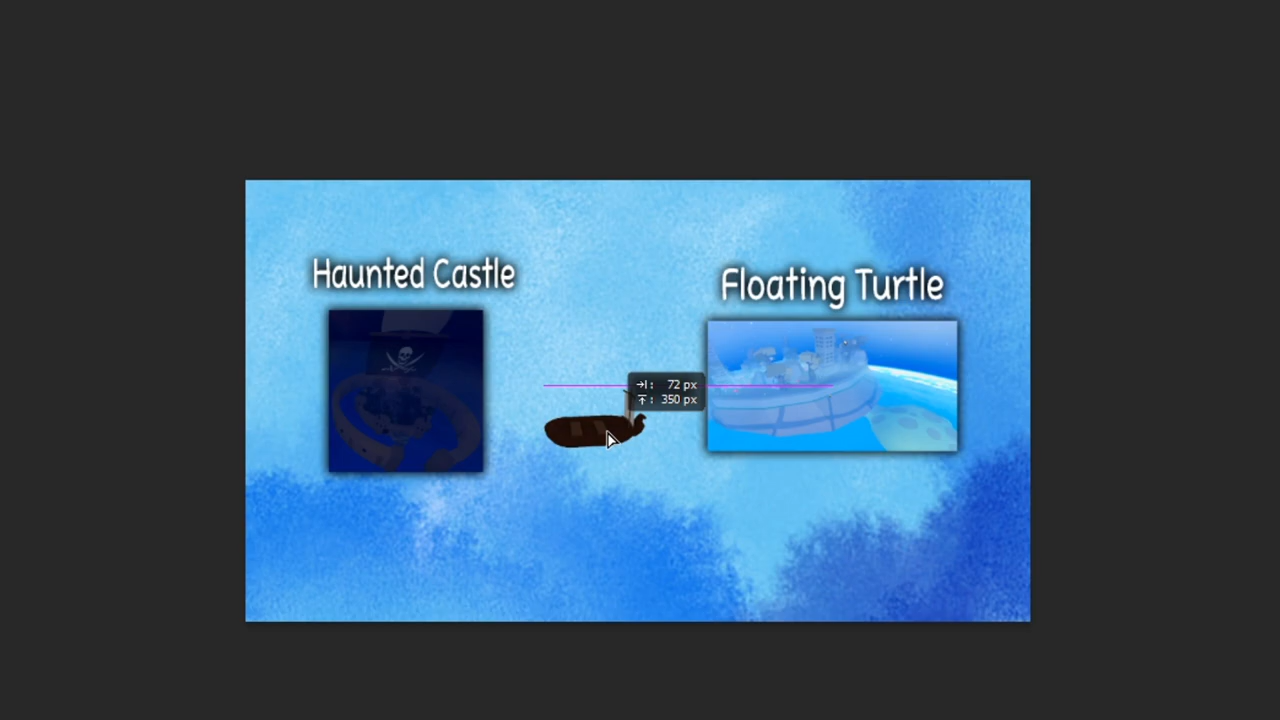 Haunted Castle
Floating Turtle
→|: 72 px
↑: 350 px